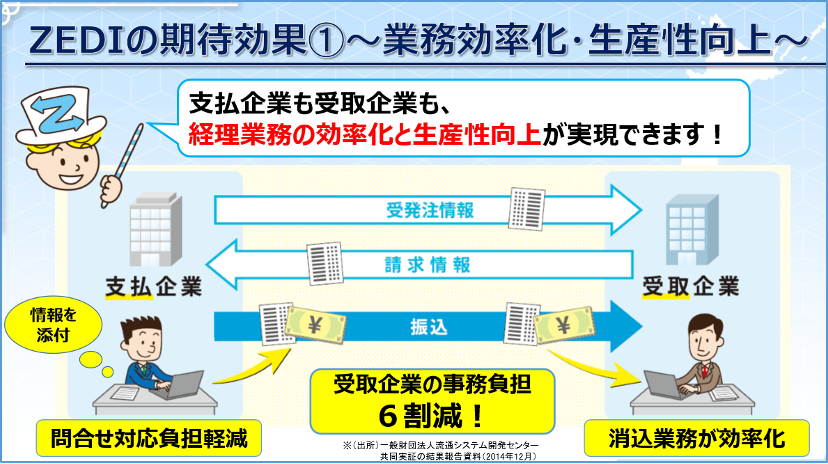 ZEDIの期待効果①～業務効率化・生産性向上～
支払企業も受取企業も、
経理業務の効率化と生産性向上が実現できます！
Z
受発注情報
請求情報
支払企業
受取企業
情報を
添付
¥
振込
¥
受取企業の事務負担
６割減！
問合せ対応負担軽減
消込業務が効率化
※（出所）一般財団法人流通システム開発センター
共同実証の結果報告資料（2014年12月）